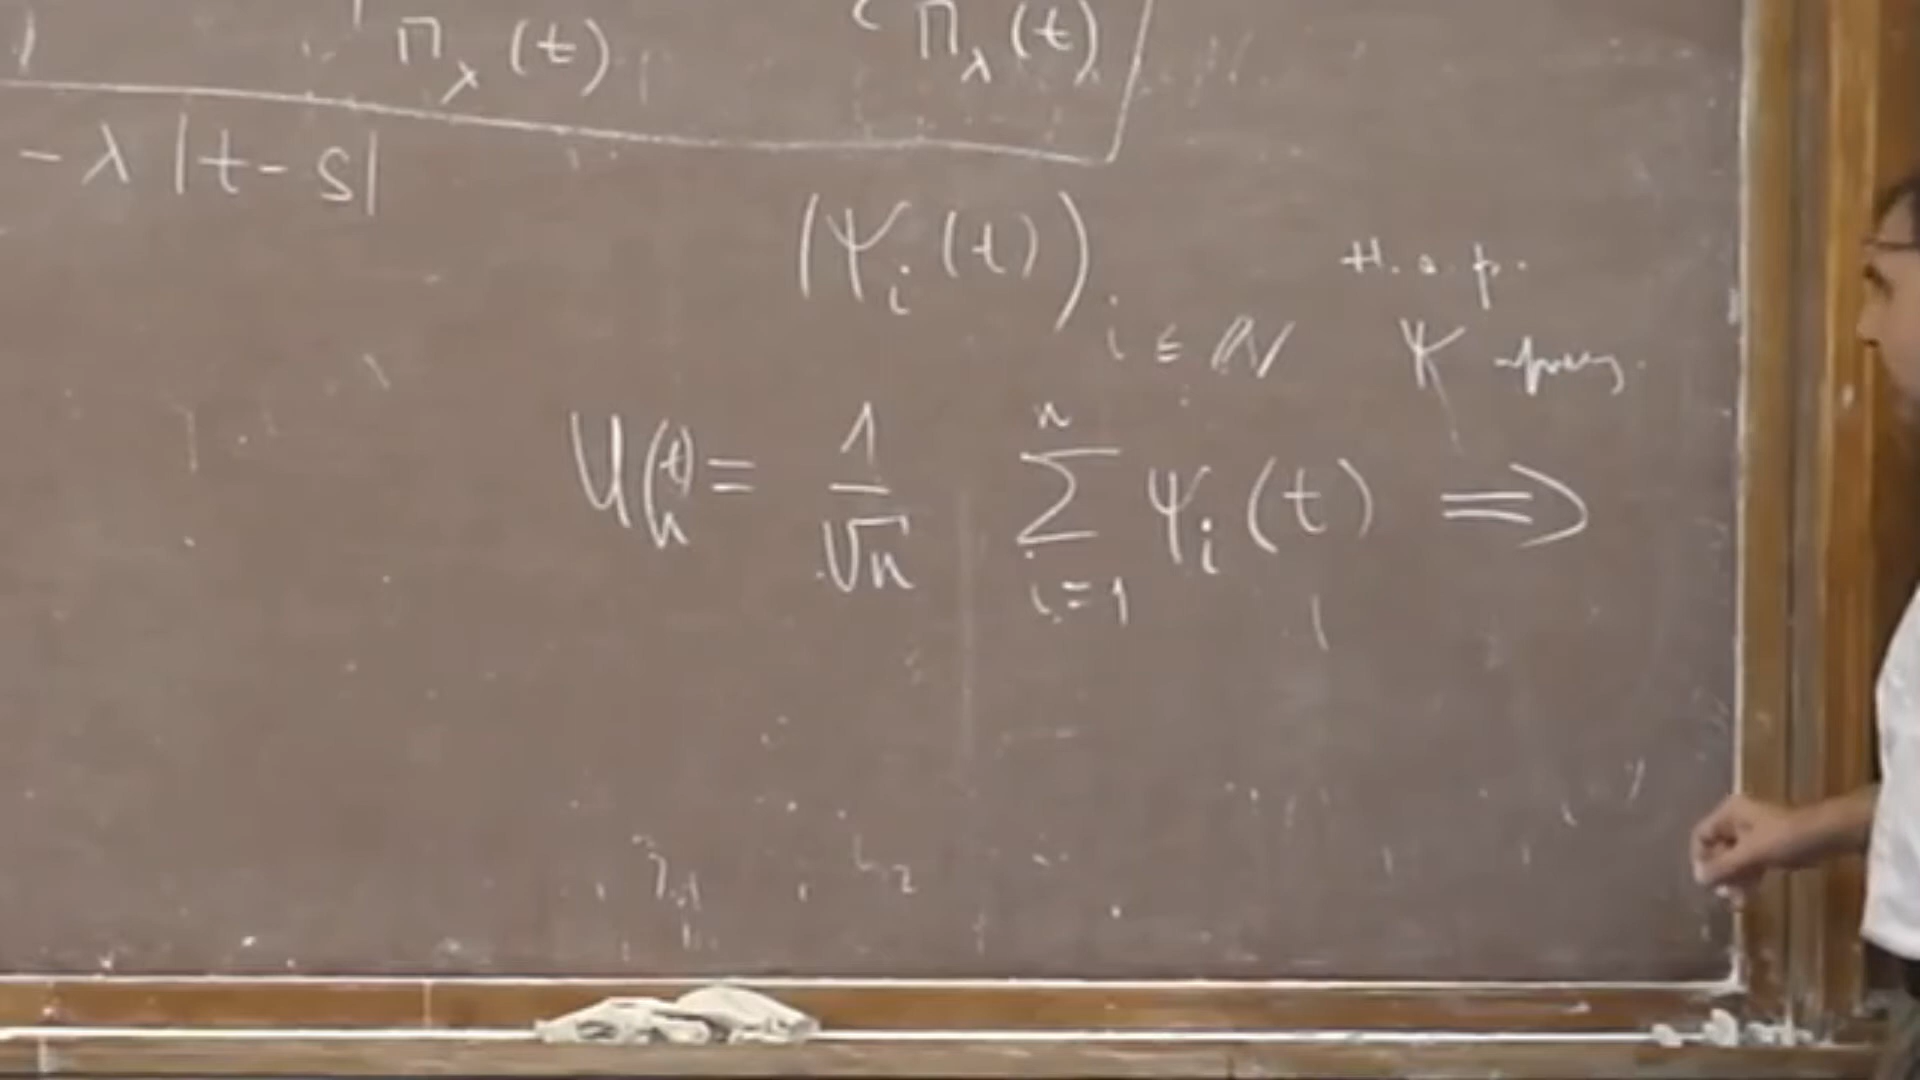 Π_λ(t) Π_λ(t)
-λ |t-s|
(Ψ_i(t))_{i∈ℕ} н.о.р.
Ψ
U_n(t) = 1/√n ∑_{i=1}^{n} Ψ_i(t) ⇒